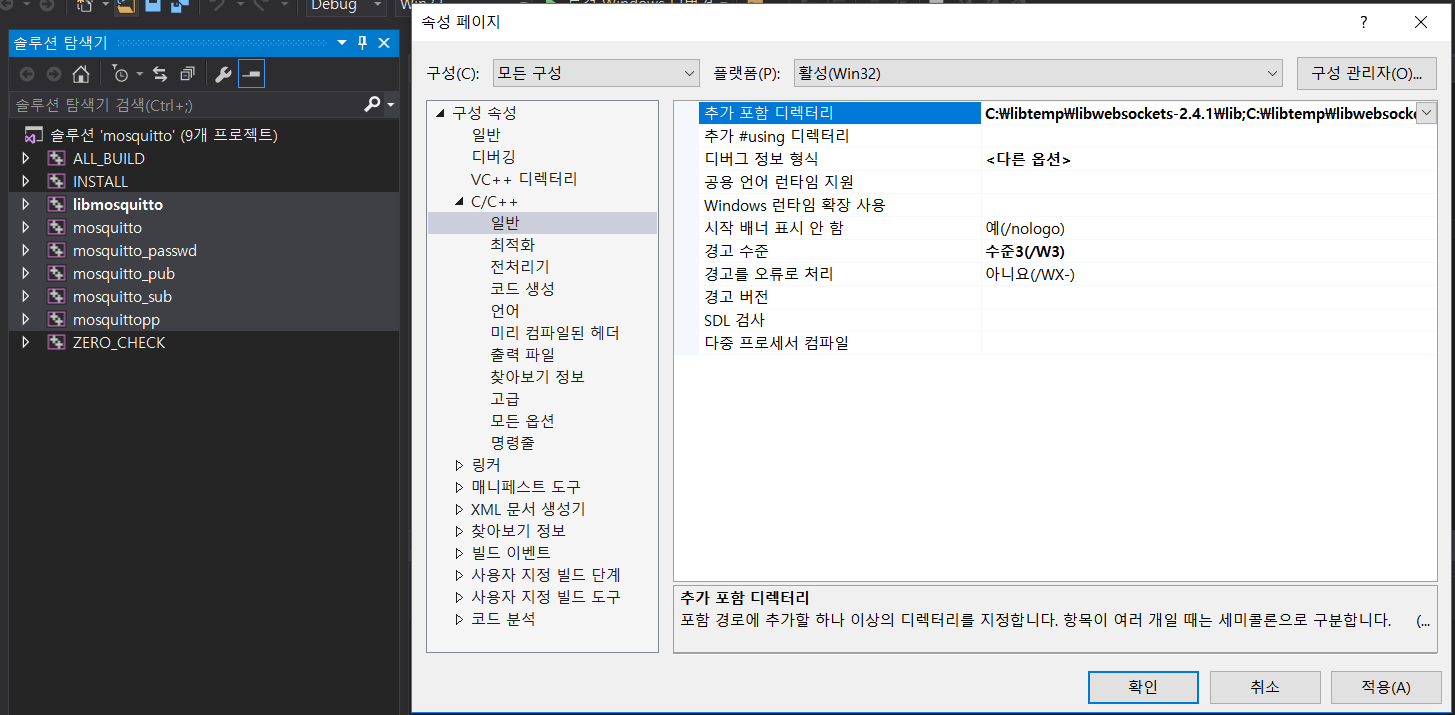 Debug
솔루션 탐색기
솔루션 탐색기 검색(Ctrl+;)
솔루션 'mosquitto' (9개 프로젝트)
ALL_BUILD
INSTALL
libmosquitto
mosquitto
mosquitto_passwd
mosquitto_pub
mosquitto_sub
mosquittopp
ZERO_CHECK
속성 페이지
?
구성(C): 모든 구성 플랫폼(P): 활성(Win32) 구성 관리자(O)...
구성 속성
일반
디버깅
VC++ 디렉터리
C/C++
일반
최적화
전처리기
코드 생성
언어
미리 컴파일된 헤더
출력 파일
찾아보기 정보
고급
모든 옵션
명령줄
링커
매니페스트 도구
XML 문서 생성기
찾아보기 정보
빌드 이벤트
사용자 지정 빌드 단계
사용자 지정 빌드 도구
코드 분석
추가 포함 디렉터리 C:₩libtemp₩libwebsockets-2.4.1₩lib;C:₩libtemp₩libwebsocke
추가 #using 디렉터리
디버그 정보 형식 <다른 옵션>
공용 언어 런타임 지원
Windows 런타임 확장 사용
시작 배너 표시 안 함 예(/nologo)
경고 수준 수준3(/W3)
경고를 오류로 처리 아니요(/WX-)
경고 버전
SDL 검사
다중 프로세서 컴파일
추가 포함 디렉터리
포함 경로에 추가할 하나 이상의 디렉터리를 지정합니다. 항목이 여러 개일 때는 세미콜론으로 구분합니다. (...
확인 취소 적용(A)